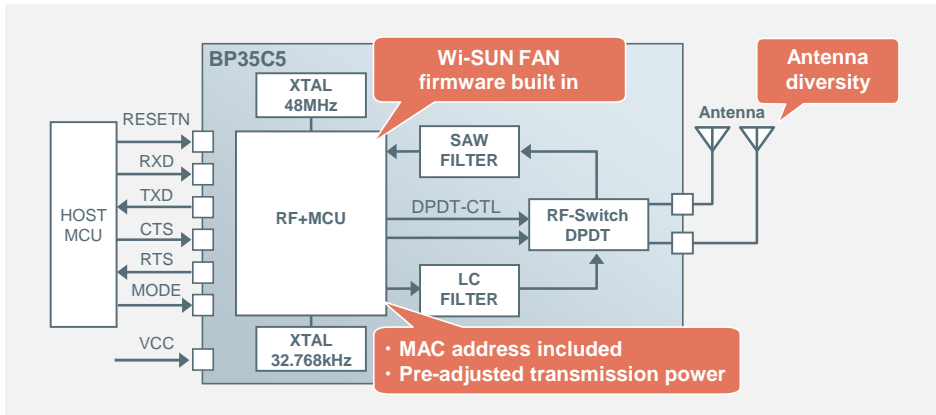 BP35C5
Wi-SUN FAN
firmware built in
Antenna
diversity
XTAL
48MHz
Antenna
RESETN
RXD
TXD
CTS
RTS
MODE
VCC
HOST
MCU
RF+MCU
SAW
FILTER
DPDT-CTL
RF-Switch
DPDT
LC
FILTER
XTAL
32.768kHz
・MAC address included
・Pre-adjusted transmission power